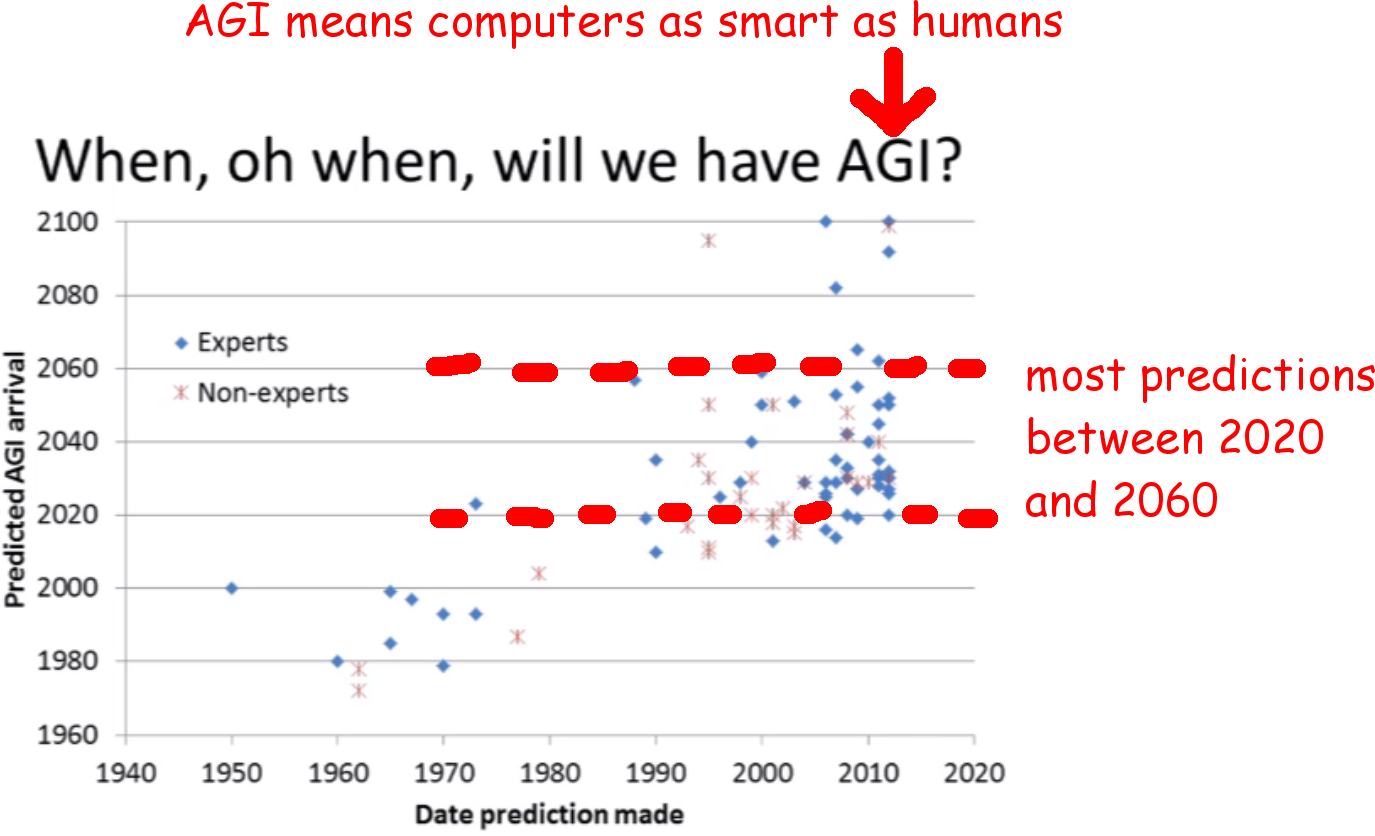 AGI means computers as smart as humans
When, oh when, will we have AGI?
2100
2080
2060
2040
2020
2000
1980
1960
Predicted AGI arrival
Experts
Non-experts
most predictions
between 2020
and 2060
1940 1950 1960 1970 1980 1990 2000 2010 2020
Date prediction made